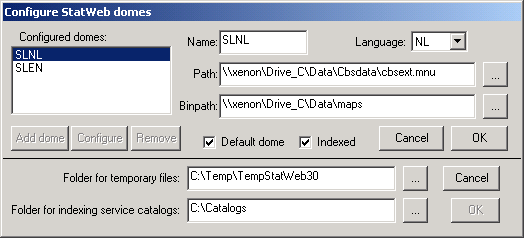 Configure StatWeb domes
Configured domes:
SLNL
SLEN
Name: SLNL Language: NL
Path: \\xenon\Drive_C\Data\Cbsdata\cbsext.mnu ...
Binpath: \\xenon\Drive_C\Data\maps ...
Add dome Configure Remove Default dome Indexed Cancel OK
Folder for temporary files: C:\Temp\TempStatWeb30 ... Cancel
Folder for indexing service catalogs: C:\Catalogs ... OK